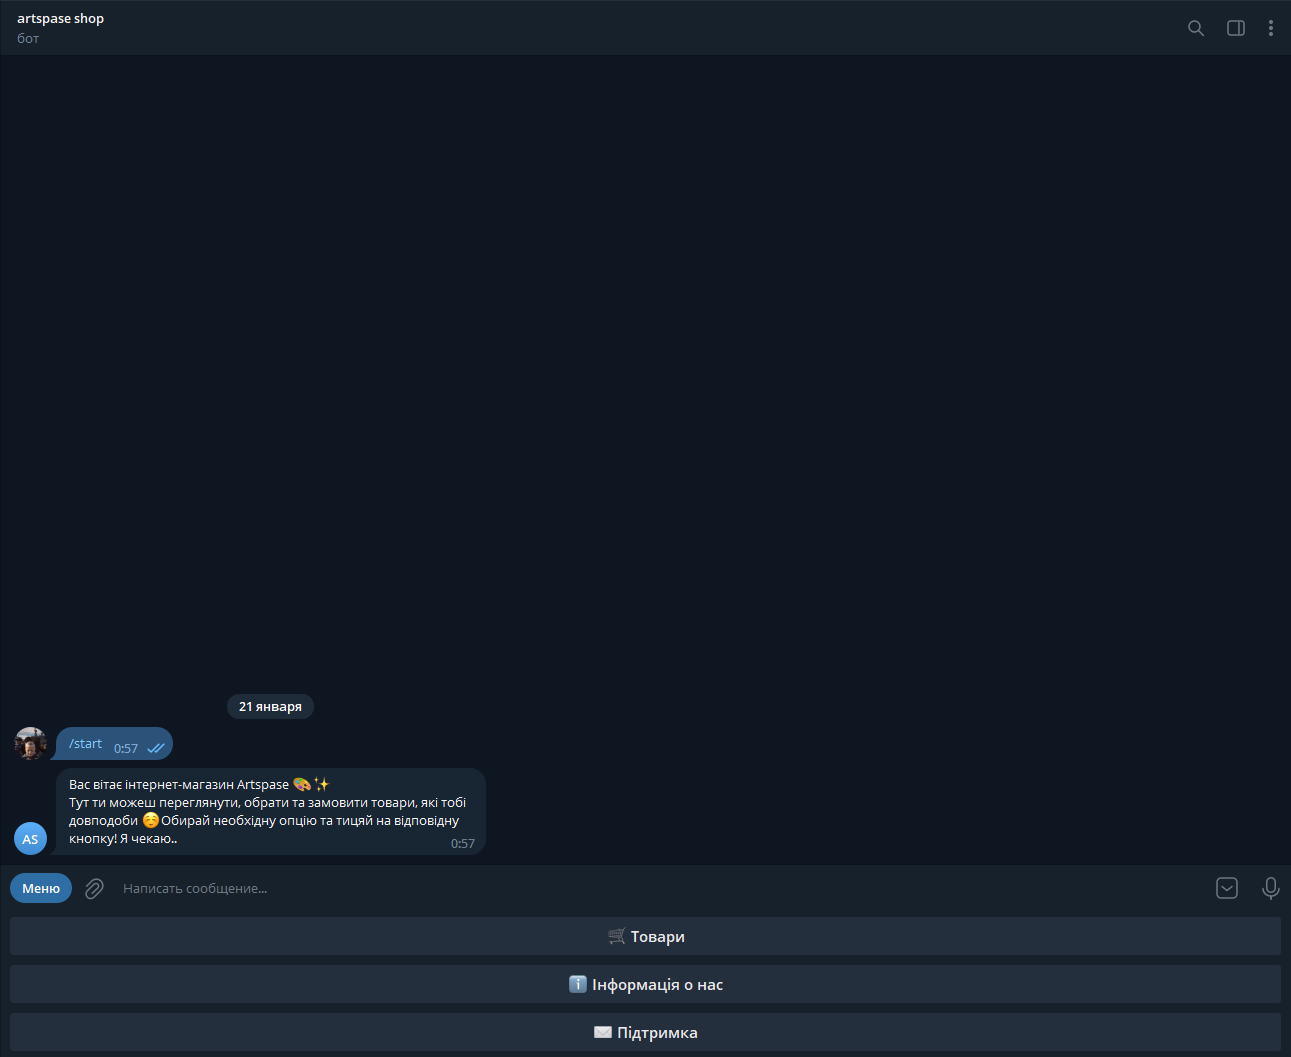 artspase shop
бот
21 января
/start 0:57
Вас вітає інтернет-магазин Artspase 🎨✨
Тут ти можеш переглянути, обрати та замовити товари, які тобі
довподоби ☺️Обирай необхідну опцію та тицяй на відповідну
кнопку! Я чекаю..
0:57
AS
Меню
Написать сообщение...
🛒 Товари
ℹ️ Інформація о нас
✉️ Підтримка